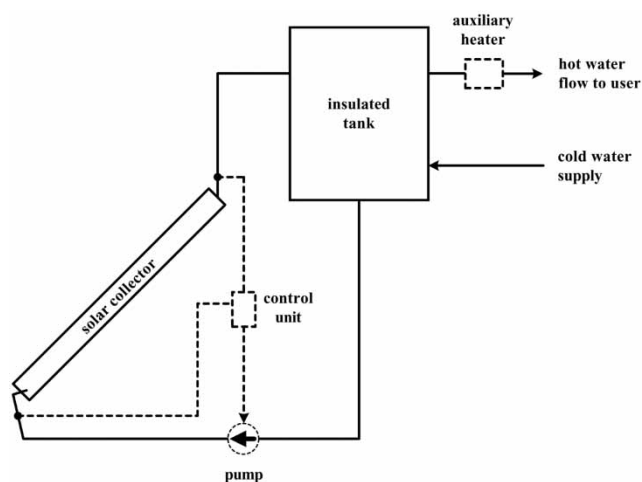 auxiliary
heater
hot water
flow to user
insulated
tank
cold water
supply
solar collector
control
unit
pump